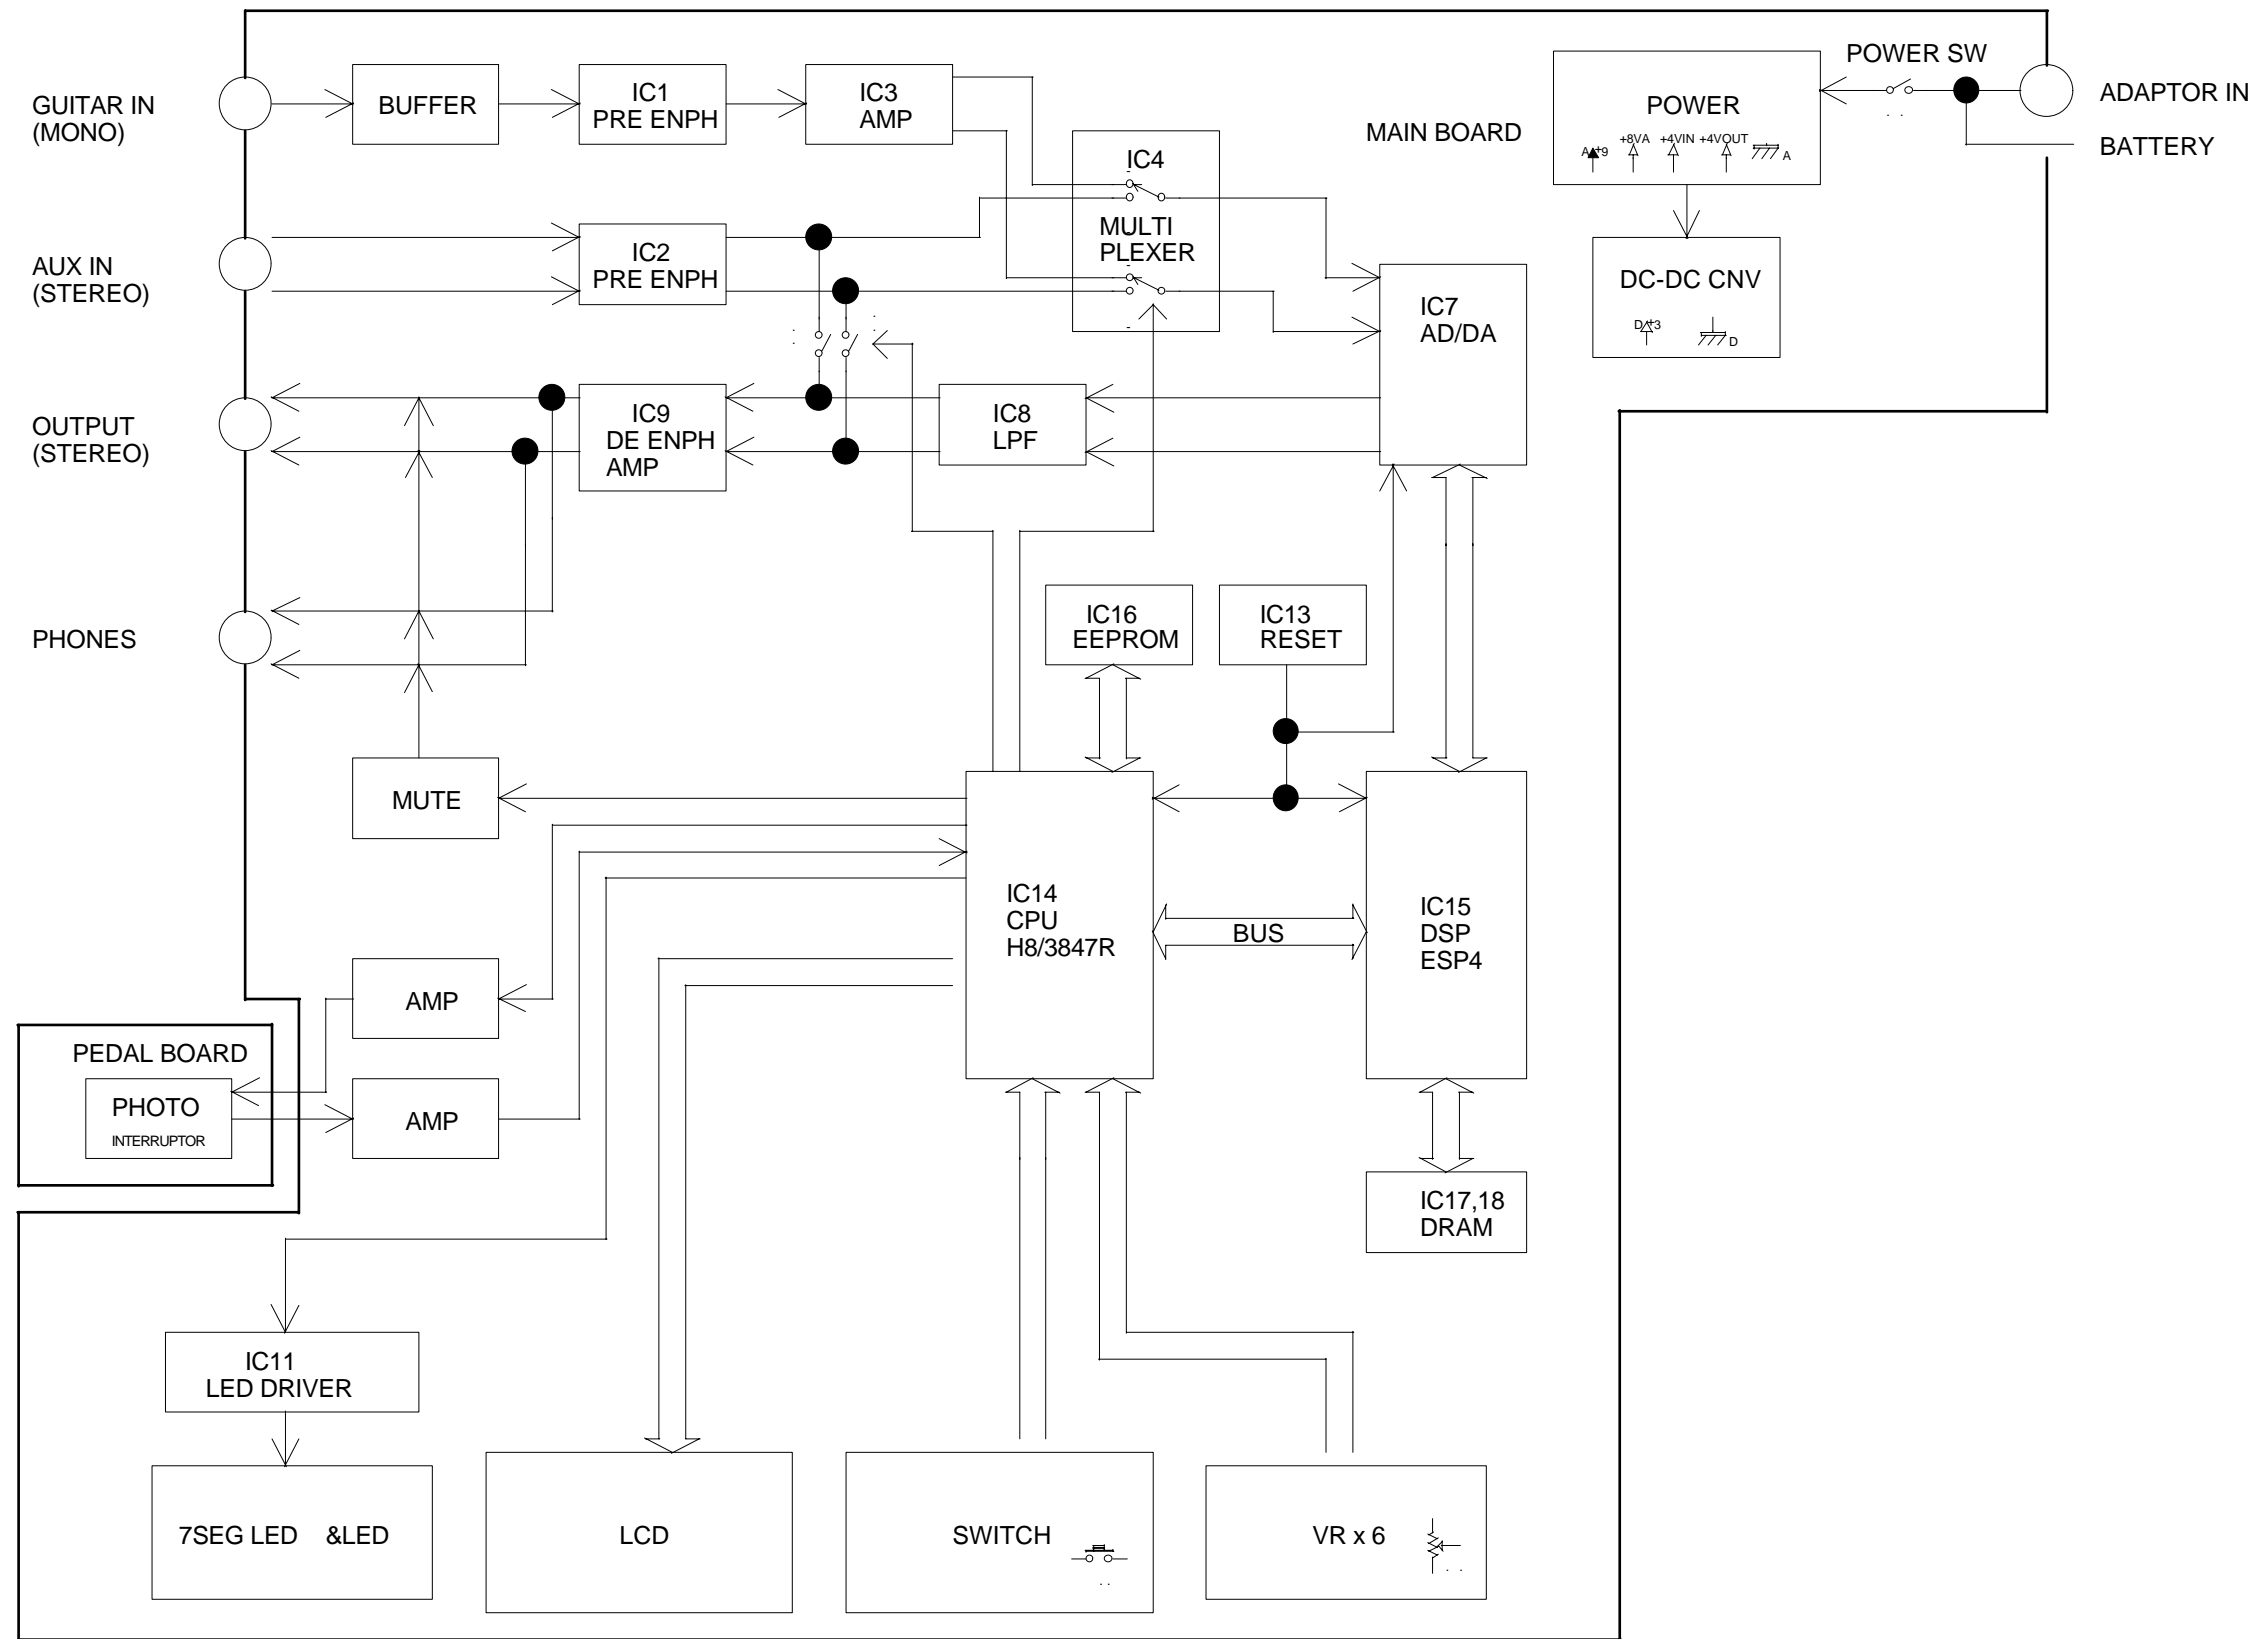 POWER SW
GUITAR IN
(MONO)
BUFFER
IC1
PRE ENPH
IC3
AMP
MAIN BOARD
POWER
+8VA
+4VIN
+4VOUT
A+9
A
ADAPTOR IN
BATTERY
IC4
MULTI
PLEXER
AUX IN
(STEREO)
IC2
PRE ENPH
IC7
AD/DA
DC-DC CNV
D+3
D
OUTPUT
(STEREO)
IC9
DE ENPH
AMP
IC8
LPF
PHONES
IC16
EEPROM
IC13
RESET
MUTE
IC14
CPU
H8/3847R
BUS
IC15
DSP
ESP4
AMP
PEDAL BOARD
PHOTO
INTERRUPTOR
AMP
IC17,18
DRAM
IC11
LED DRIVER
7SEG LED &LED
LCD
SWITCH
VR x 6